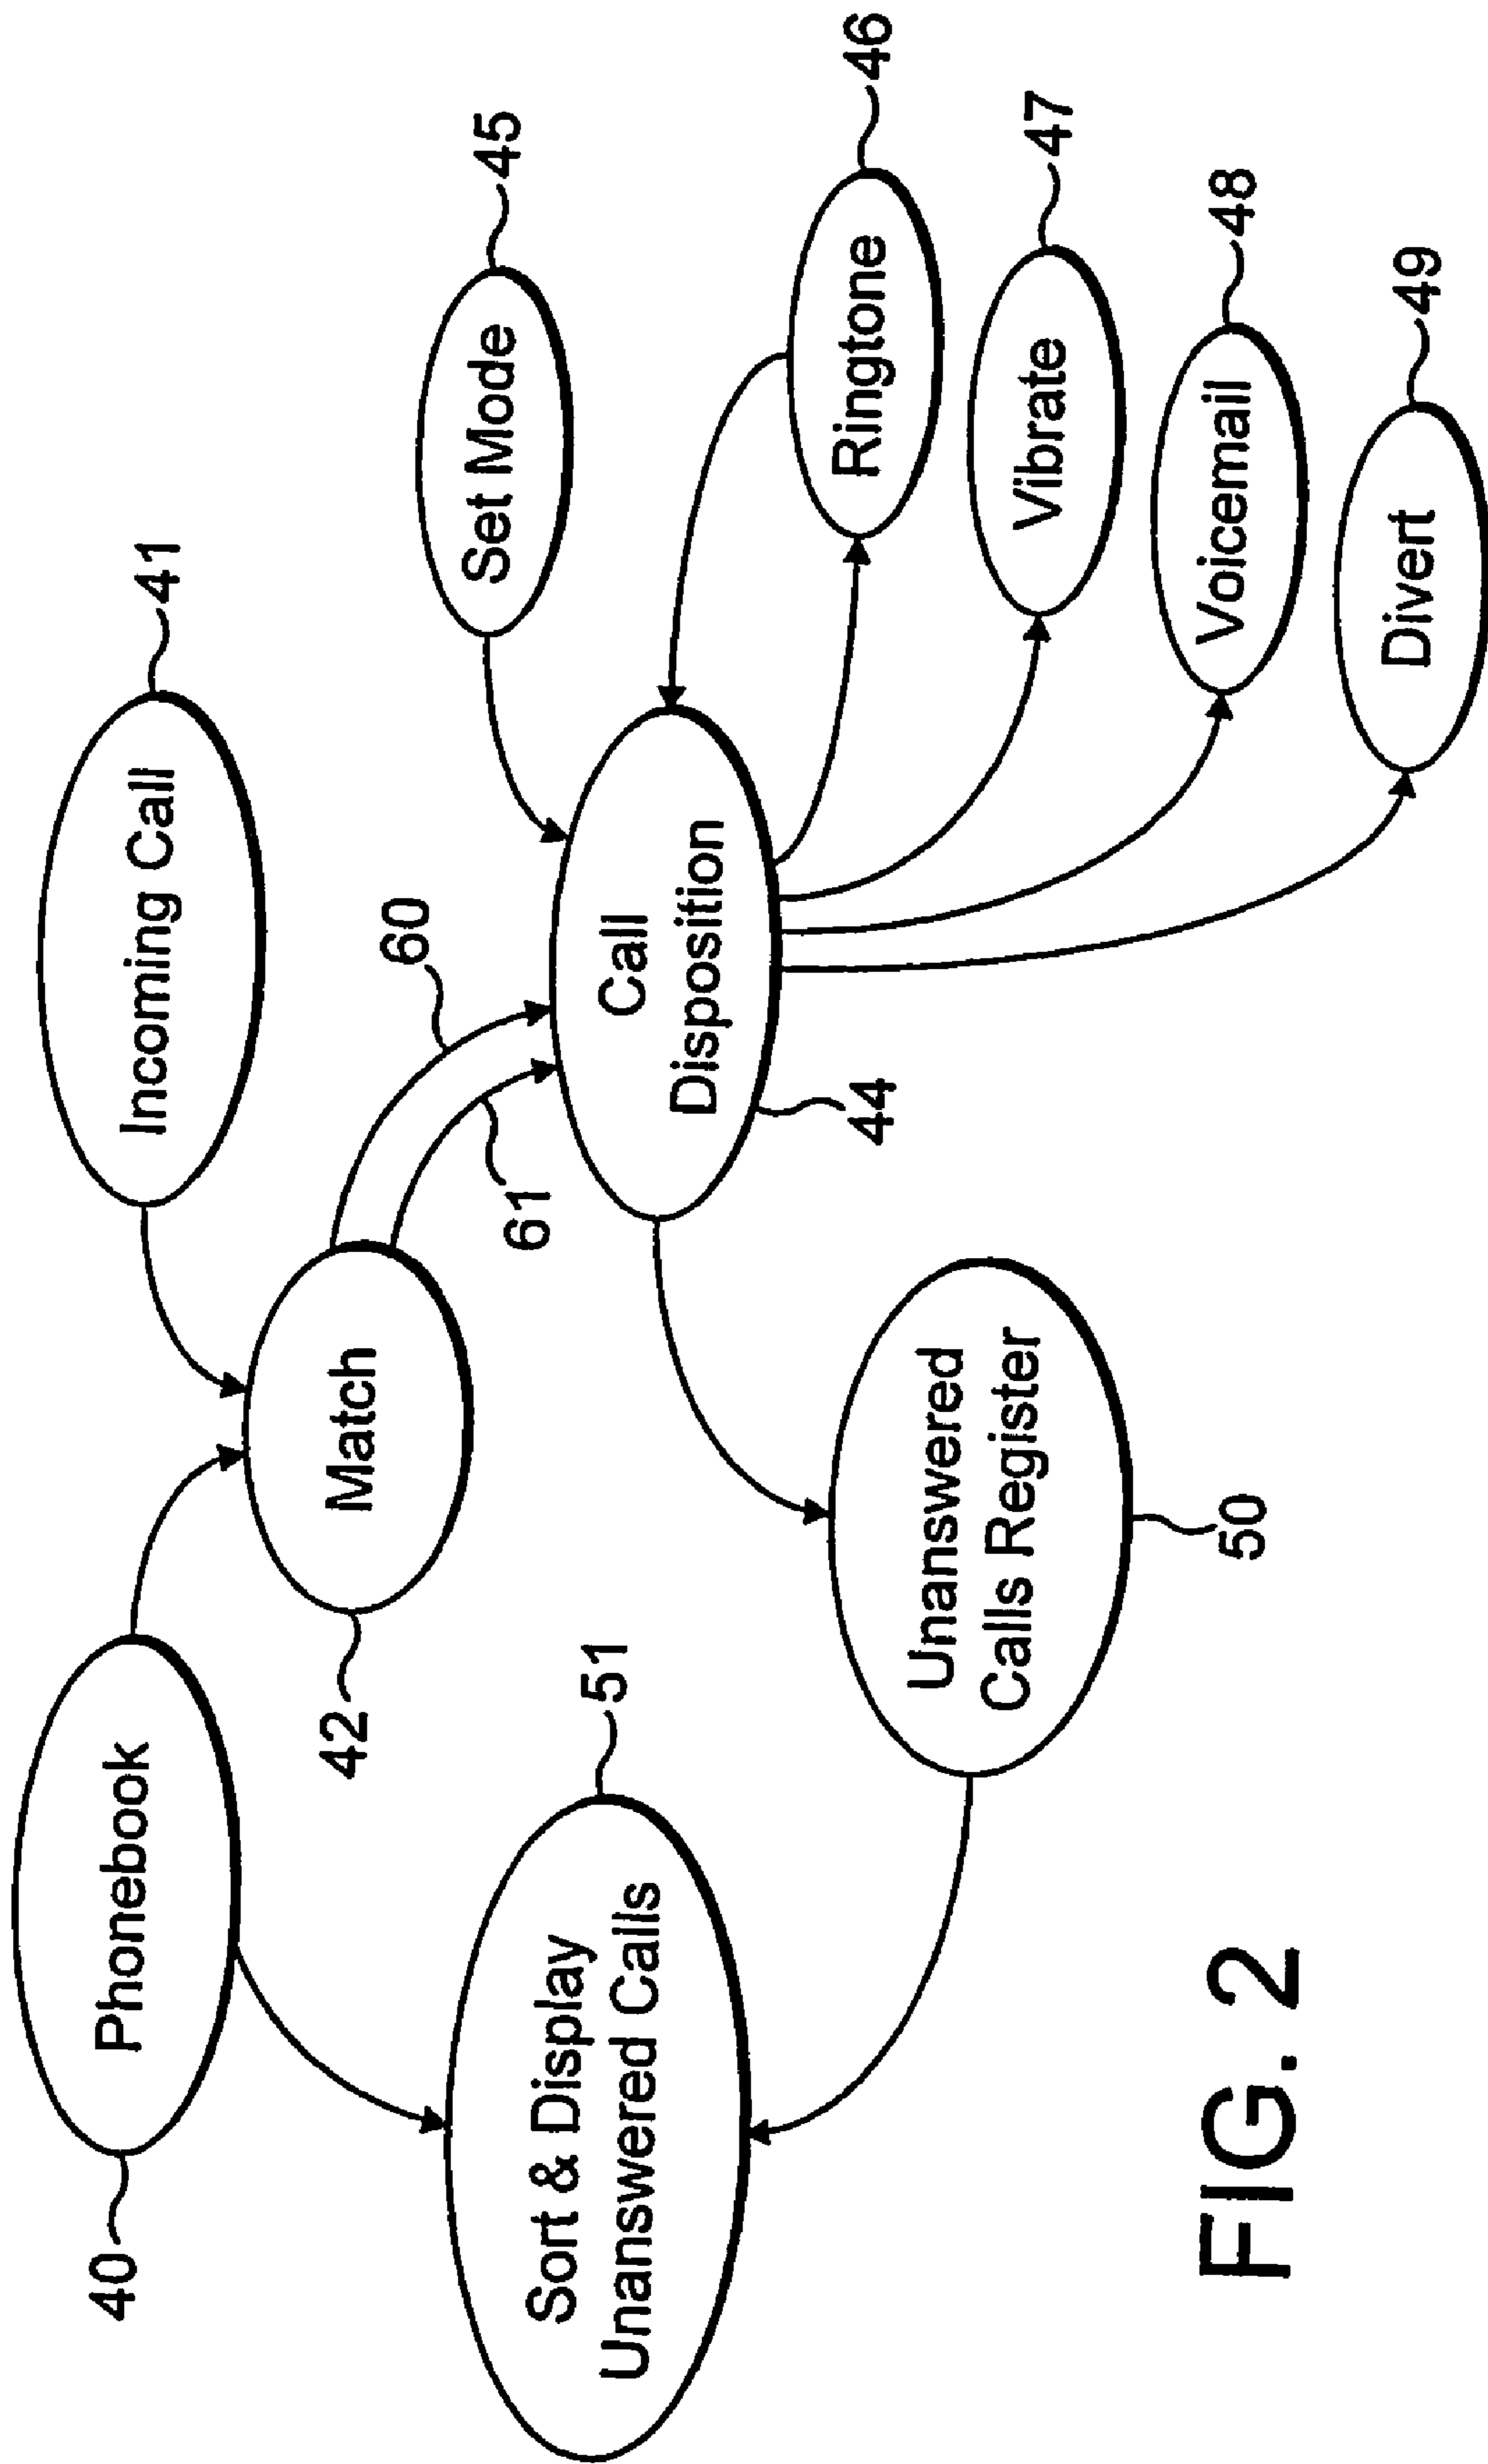 40
Phonebook
Incoming Call
41
42
Match
60
61
Set Mode
45
Sort & Display
Unanswered Calls
51
Call
Disposition
44
Ringtone
46
Vibrate
47
Unanswered
Calls Register
50
Voicemail
48
Divert
49
FIG. 2